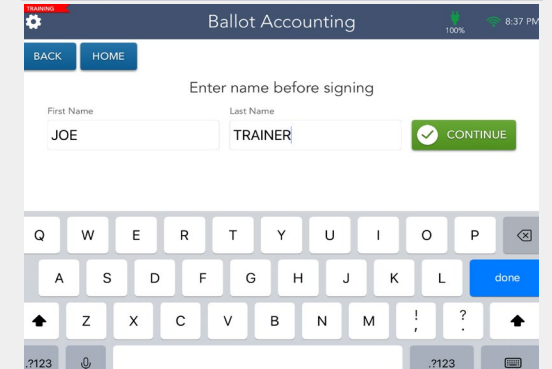 TRAINING
Ballot Accounting
100%
8:37 PM
BACK HOME
Enter name before signing
First Name Last Name
JOE TRAINER CONTINUE
Q W E R T Y U I O P
A S D F G H J K L done
Z X C V B N M ! , ? .
.?123 .?123